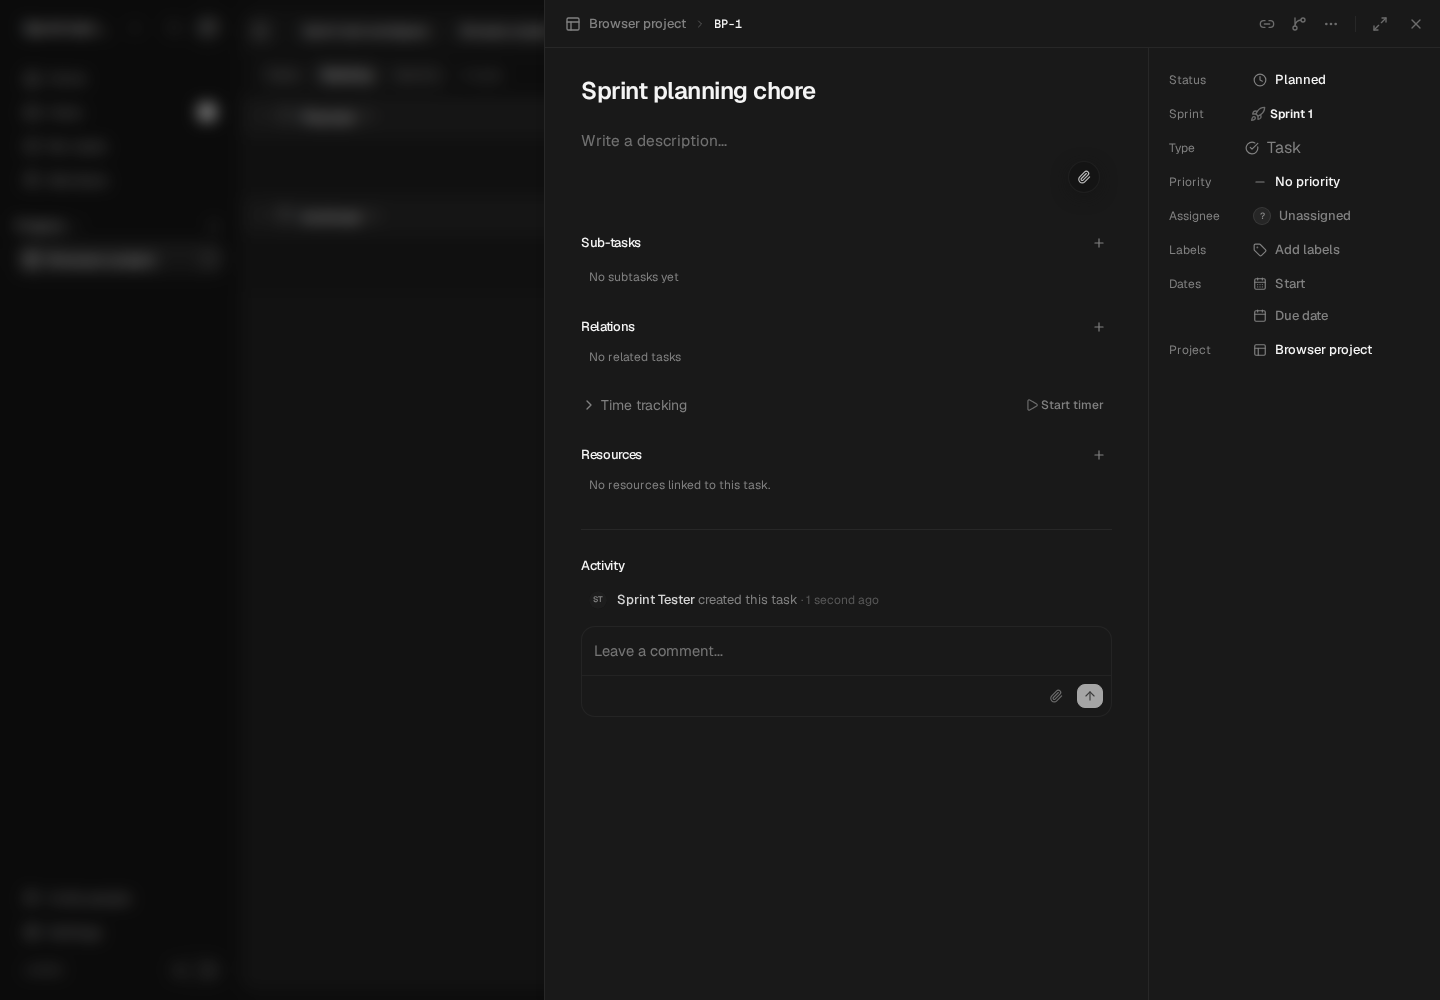 Browser project
BP-1
Sprint planning chore
Write a description...
Sub-tasks
No subtasks yet
Relations
No related tasks
Time tracking
Start timer
Resources
No resources linked to this task.
Activity
ST
Sprint Tester created this task · 1 second ago
Leave a comment...
Status
Planned
Sprint
Sprint 1
Type
Task
Priority
No priority
Assignee
? Unassigned
Labels
Add labels
Dates
Start
Due date
Project
Browser project